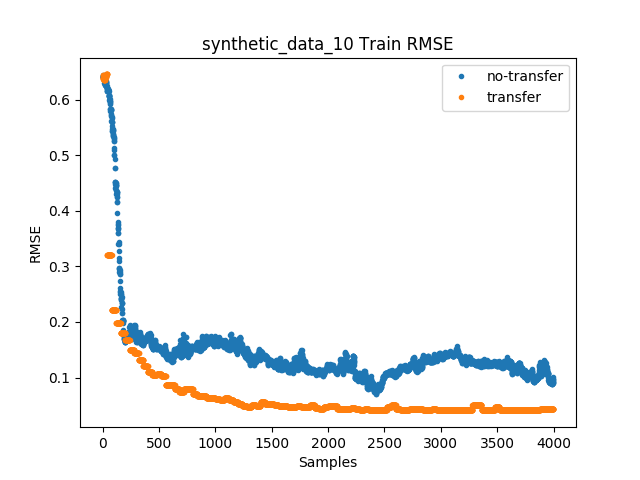 synthetic_data_10 Train RMSE
no-transfer
transfer
RMSE
0.6
0.5
0.4
0.3
0.2
0.1
0 500 1000 1500 2000 2500 3000 3500 4000
Samples